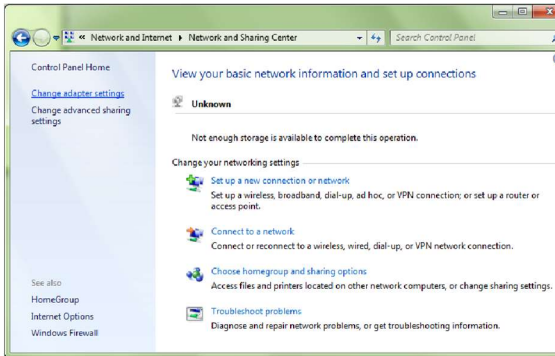 « Network and Internet ▸ Network and Sharing Center
Search Control Panel
Control Panel Home
Change adapter settings
Change advanced sharing
settings
See also
HomeGroup
Internet Options
Windows Firewall
View your basic network information and set up connections
Unknown
Not enough storage is available to complete this operation.
Change your networking settings
Set up a new connection or network
Set up a wireless, broadband, dial-up, ad hoc, or VPN connection; or set up a router or
access point.
Connect to a network
Connect or reconnect to a wireless, wired, dial-up, or VPN network connection.
Choose homegroup and sharing options
Access files and printers located on other network computers, or change sharing settings.
Troubleshoot problems
Diagnose and repair network problems, or get troubleshooting information.